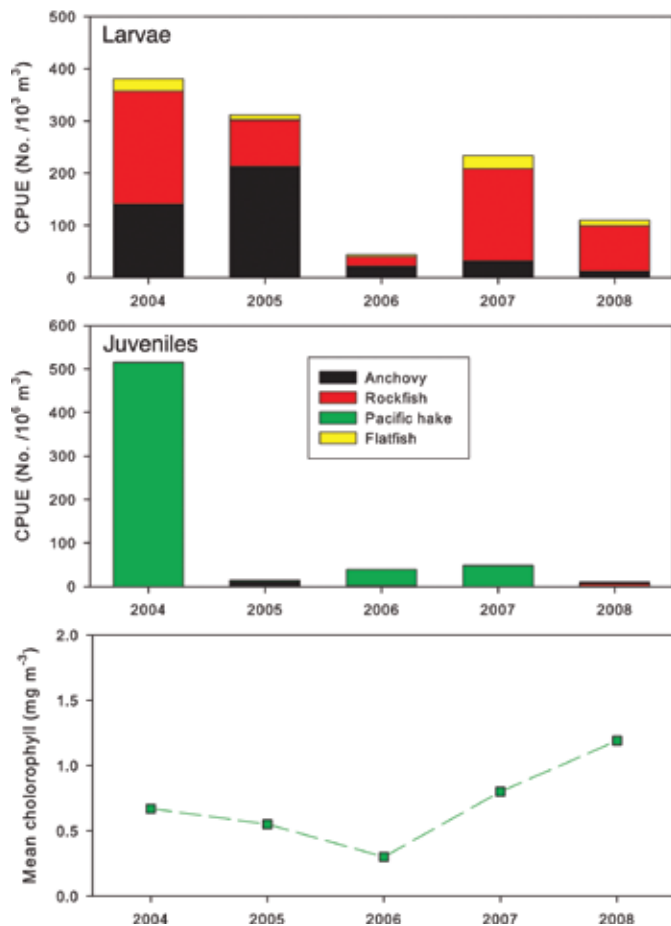 Larvae
CPUE (No. /10³ m³)
500
400
300
200
100
0
2004 2005 2006 2007 2008
Juveniles
CPUE (No. /10⁶ m³)
600
500
400
300
200
100
0
Anchovy
Rockfish
Pacific hake
Flatfish
2004 2005 2006 2007 2008
Mean cholorophyll (mg m⁻³)
2.0
1.5
1.0
0.5
0.0
2004 2005 2006 2007 2008